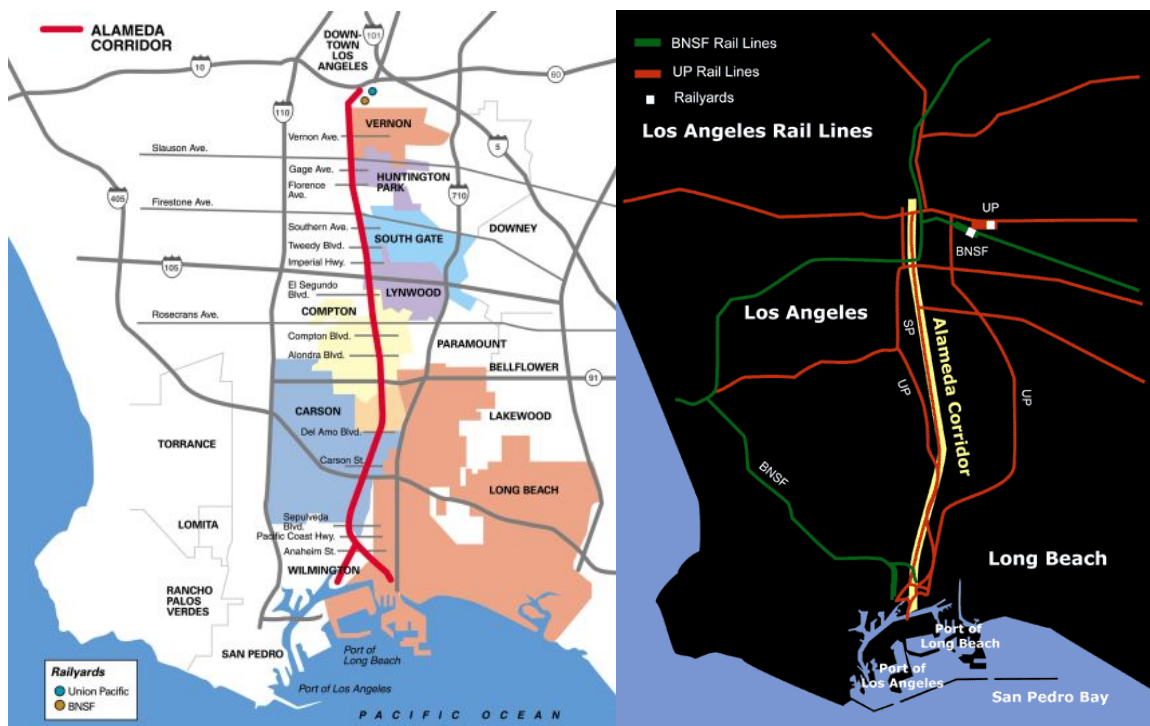 ALAMEDA
CORRIDOR
DOWN-
TOWN
LOS
ANGELES
101
10
60
110
VERNON
Vernon Ave.
5
Slauson Ave.
Gage Ave.
HUNTINGTON
PARK
Florence
Ave.
405
710
Firestone Ave.
Southern Ave.
SOUTH GATE
DOWNEY
Tweedy Blvd.
Imperial Hwy.
105
El Segundo
Blvd.
LYNWOOD
COMPTON
Rosecrans Ave.
Compton Blvd.
PARAMOUNT
Alondra Blvd.
BELLFLOWER
91
CARSON
LAKEWOOD
Del Amo Blvd.
TORRANCE
Carson St.
LONG BEACH
Sepulveda
Blvd.
LOMITA
Pacific Coast Hwy.
Anaheim St.
WILMINGTON
RANCHO
PALOS
VERDES
SAN PEDRO
Port of
Long Beach
Railyards
Union Pacific
BNSF
Port of Los Angeles
PACIFIC OCEAN
BNSF Rail Lines
UP Rail Lines
Railyards
Los Angeles Rail Lines
UP
BNSF
Los Angeles
SP
Alameda Corridor
UP
UP
BNSF
Long Beach
Port of
Long Beach
Port of
Los Angeles
San Pedro Bay